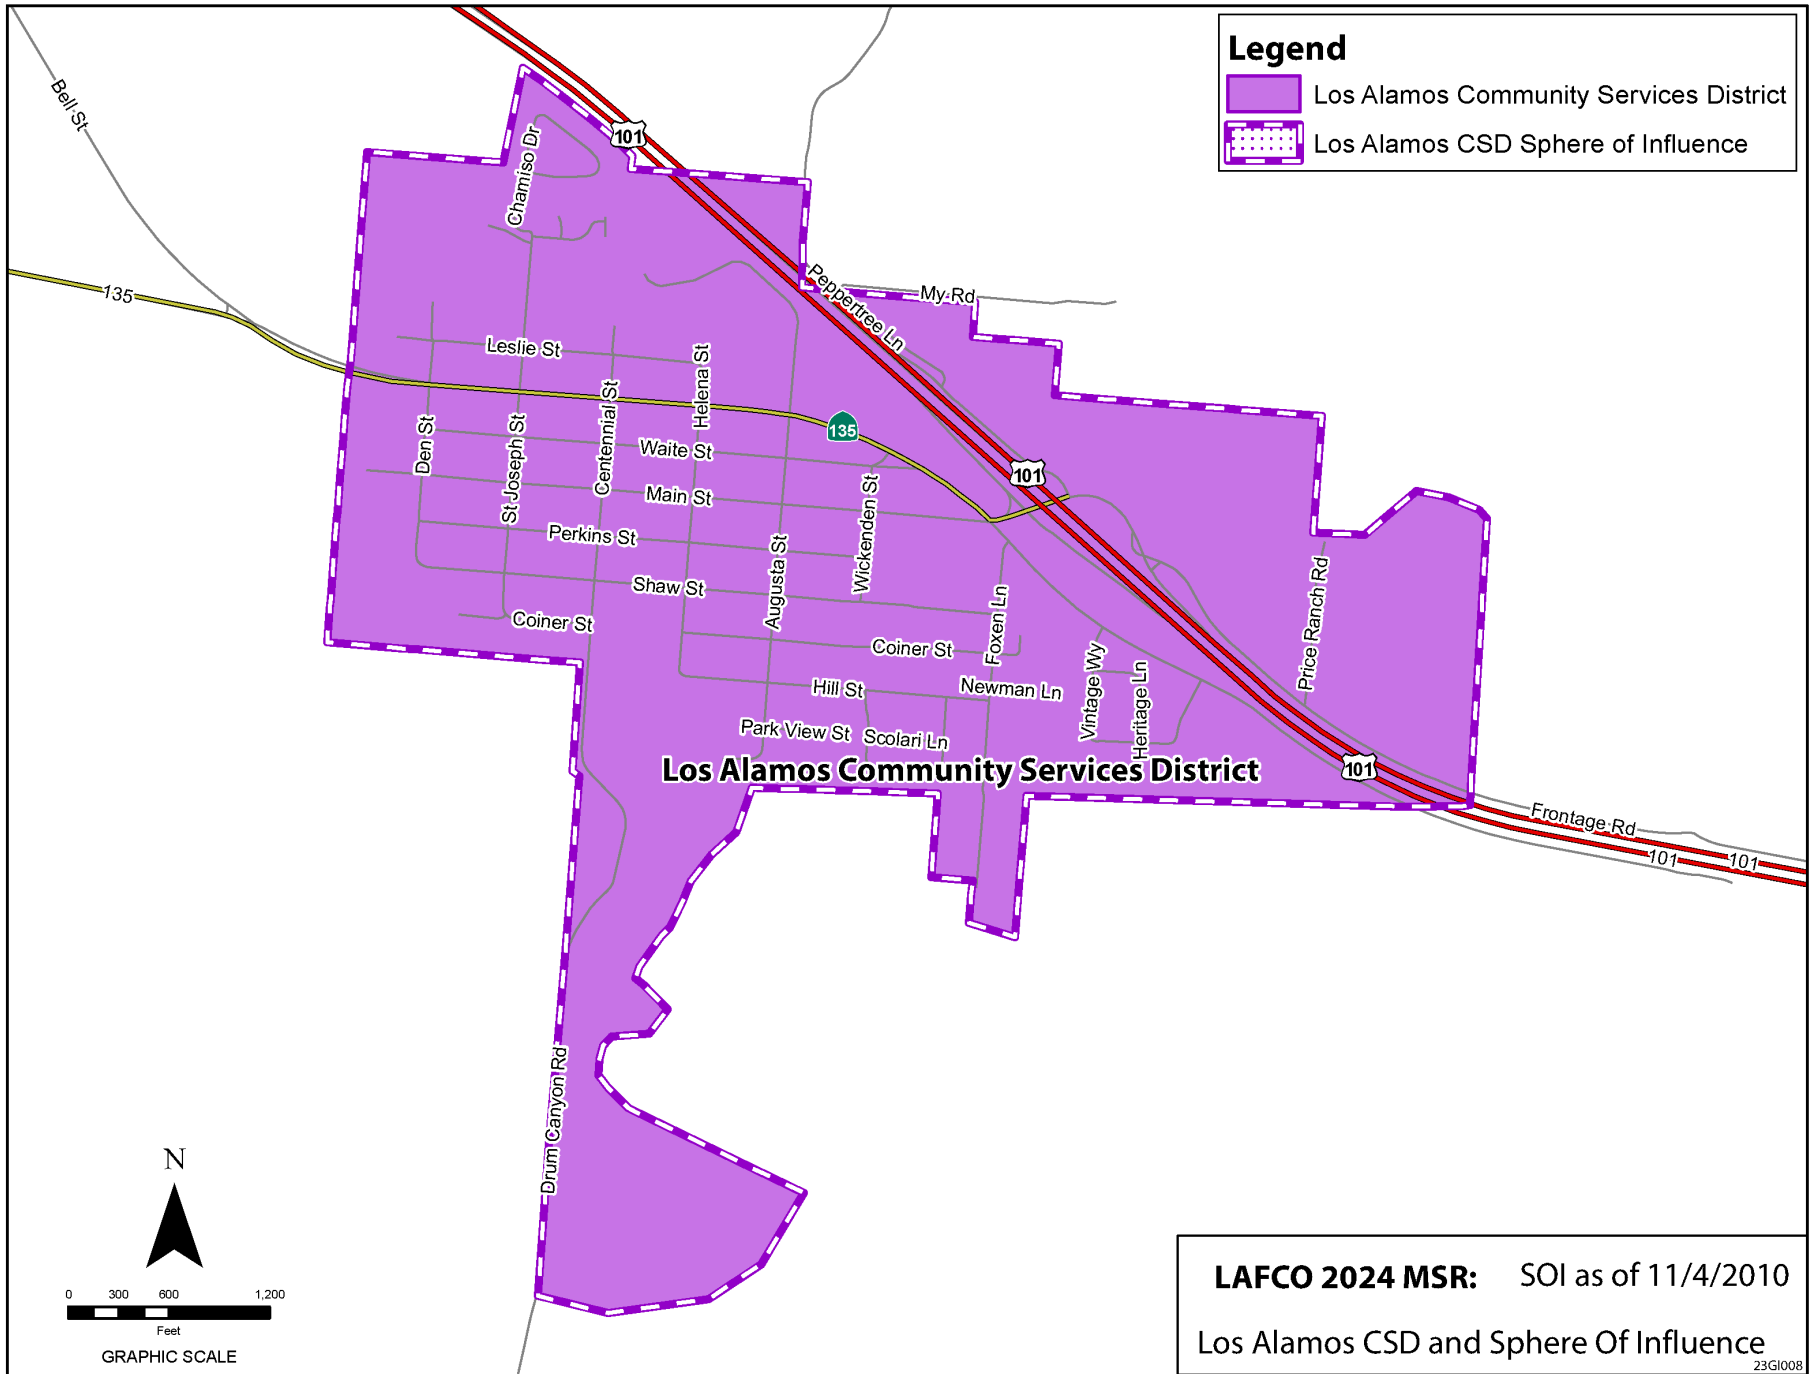 Legend
Los Alamos Community Services District
Los Alamos CSD Sphere of Influence
Bell St
101
Chamiso Dr
135
Peppertree Ln
My Rd
Leslie St
Helena St
Centennial St
135
Den St
St Joseph St
Waite St
101
Main St
Wickenden St
Perkins St
Augusta St
Shaw St
Foxen Ln
Price Ranch Rd
Coiner St
Coiner St
Vintage Wy
Heritage Ln
Hill St
Newman Ln
Park View St
Scolari Ln
Los Alamos Community Services District
101
Frontage Rd
101
101
Drum Canyon Rd
N
0 300 600 1,200
Feet
GRAPHIC SCALE
LAFCO 2024 MSR: SOI as of 11/4/2010
Los Alamos CSD and Sphere Of Influence
23GI008